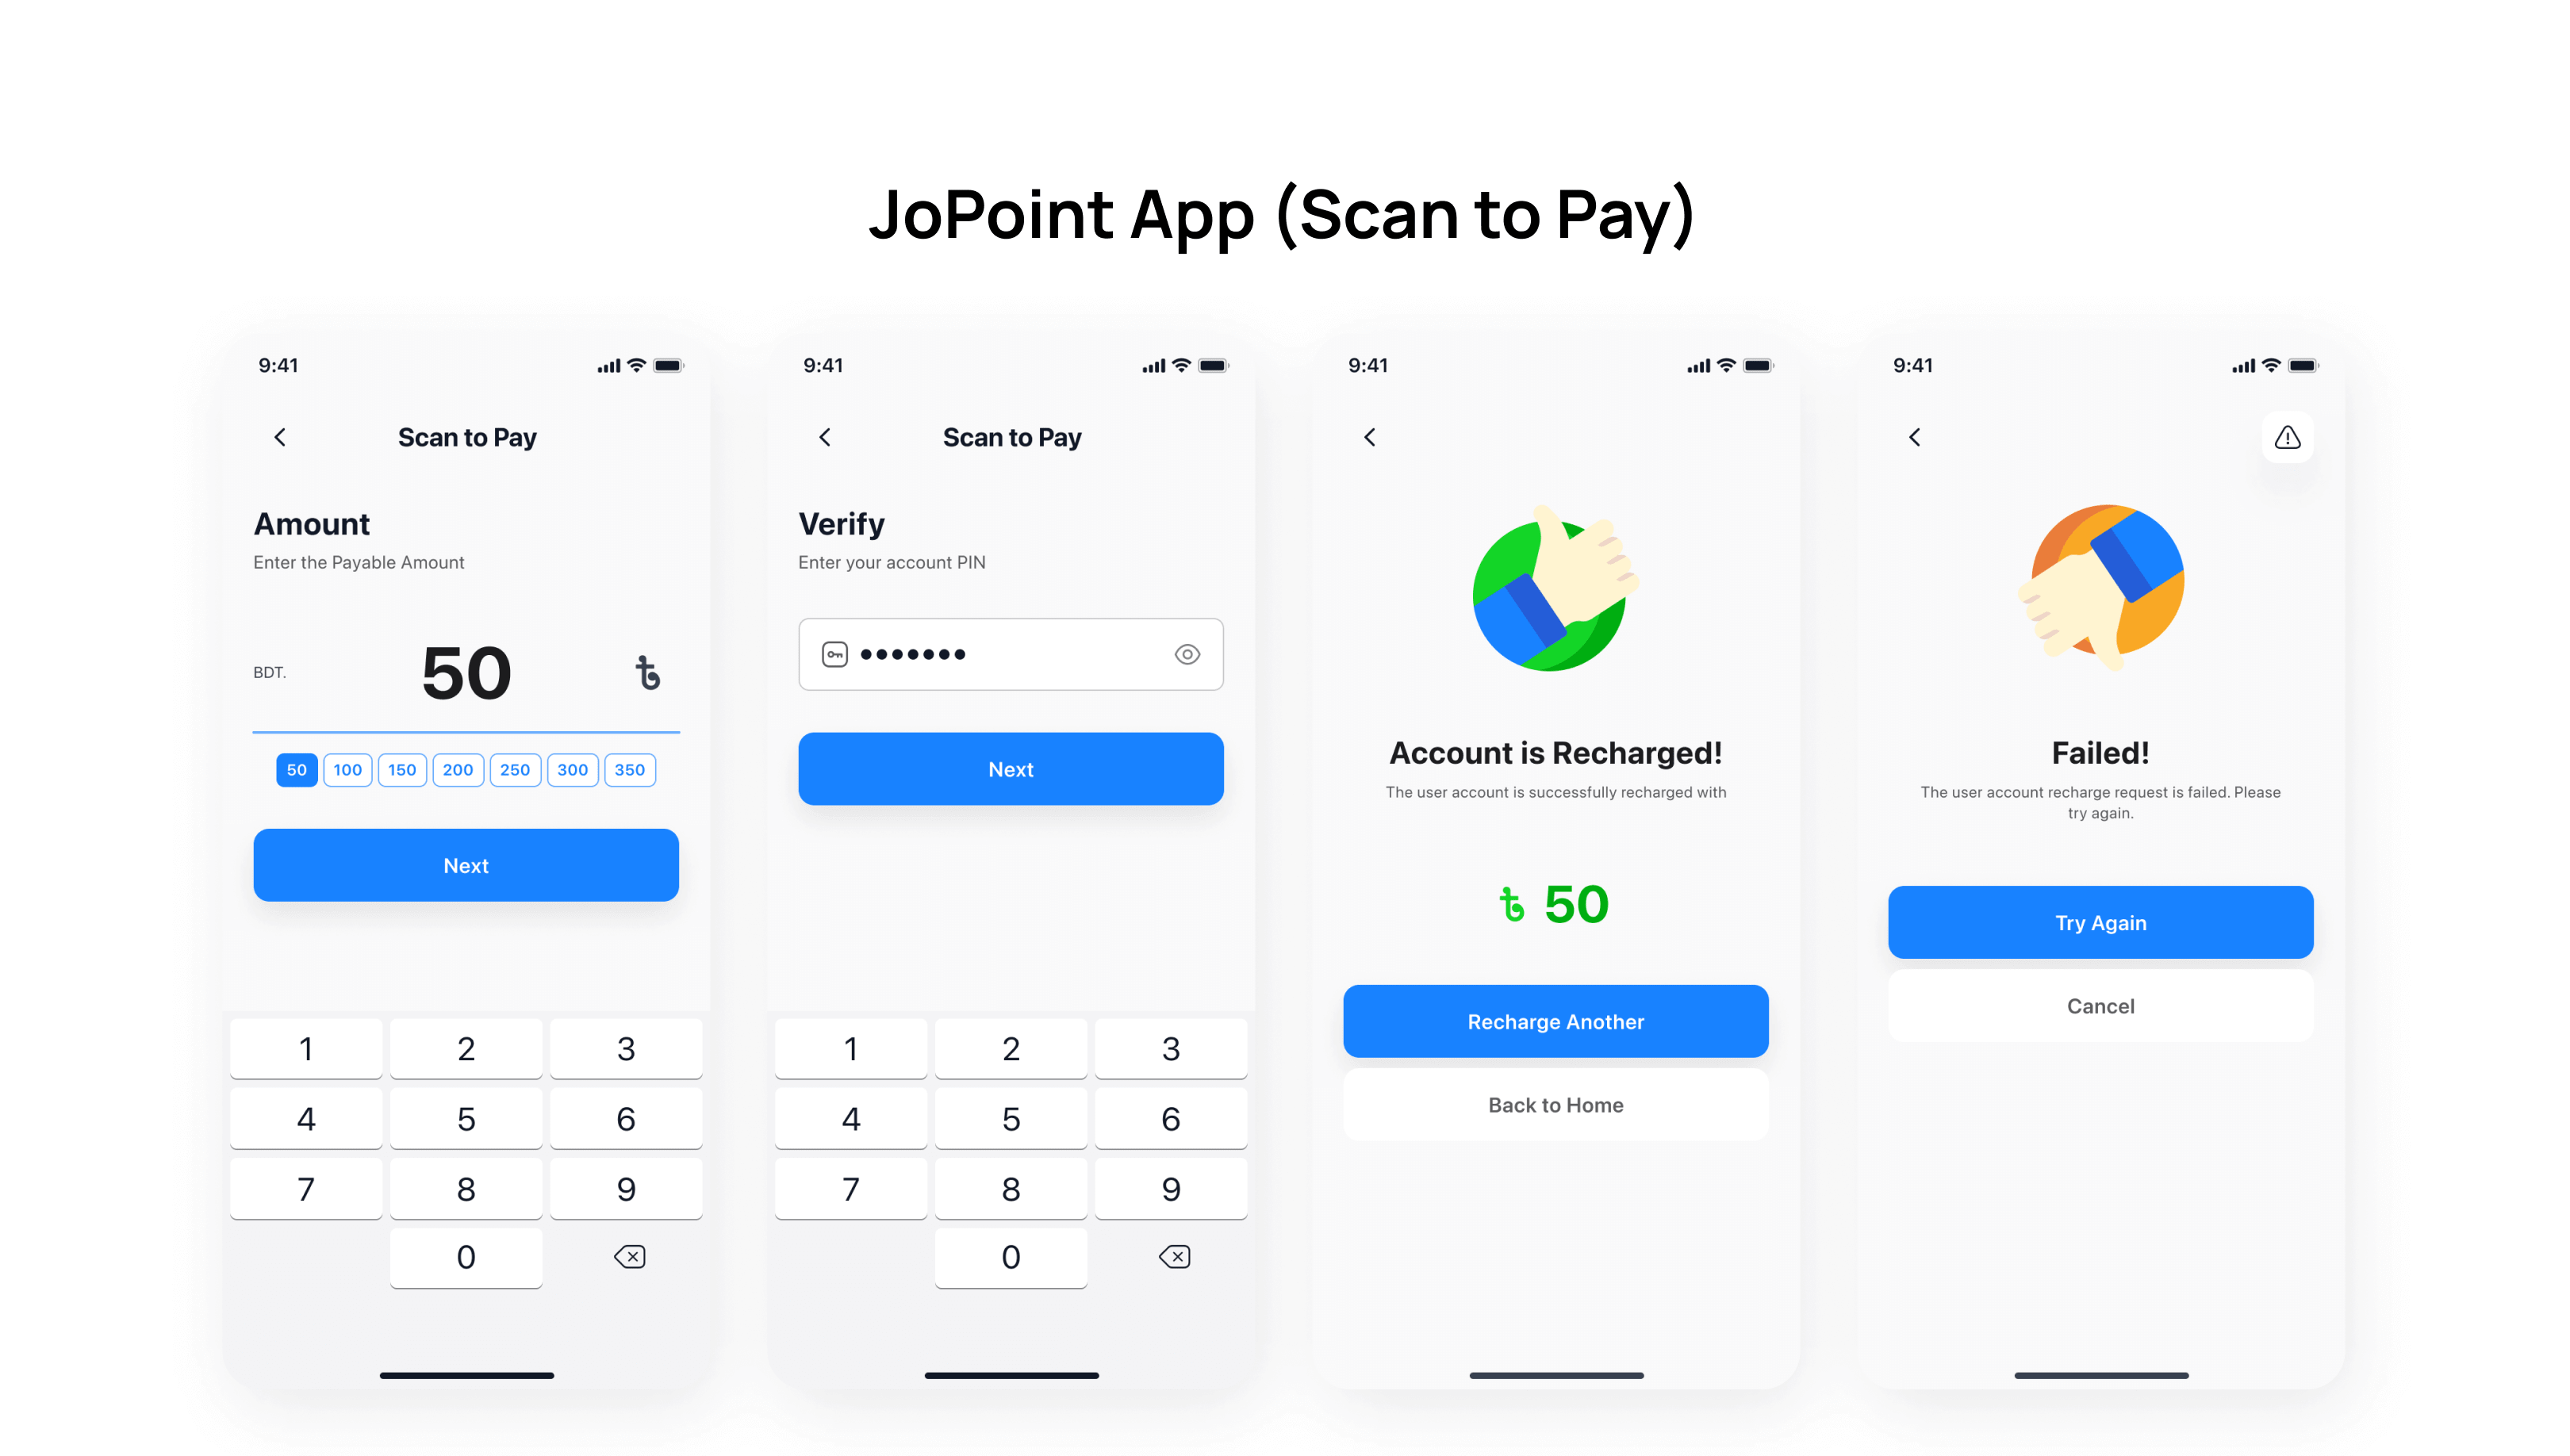 JoPoint App (Scan to Pay)
9:41
Scan to Pay
Amount
Enter the Payable Amount
BDT.
50
৳
50 100 150 200 250 300 350
Next
1 2 3
4 5 6
7 8 9
0
9:41
Scan to Pay
Verify
Enter your account PIN
Next
1 2 3
4 5 6
7 8 9
0
9:41
Account is Recharged!
The user account is successfully recharged with
৳ 50
Recharge Another
Back to Home
9:41
Failed!
The user account recharge request is failed. Please
try again.
Try Again
Cancel